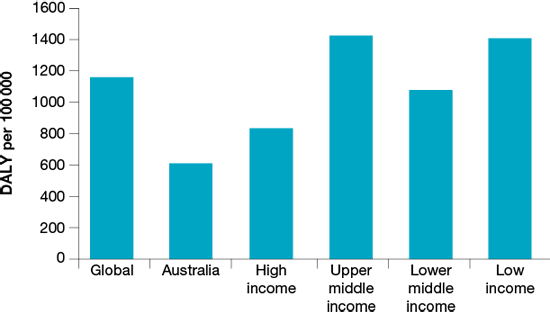 DALY per 100 000
1600
1400
1200
1000
800
600
400
200
0
Global
Australia
High
income
Upper
middle
income
Lower
middle
income
Low
income